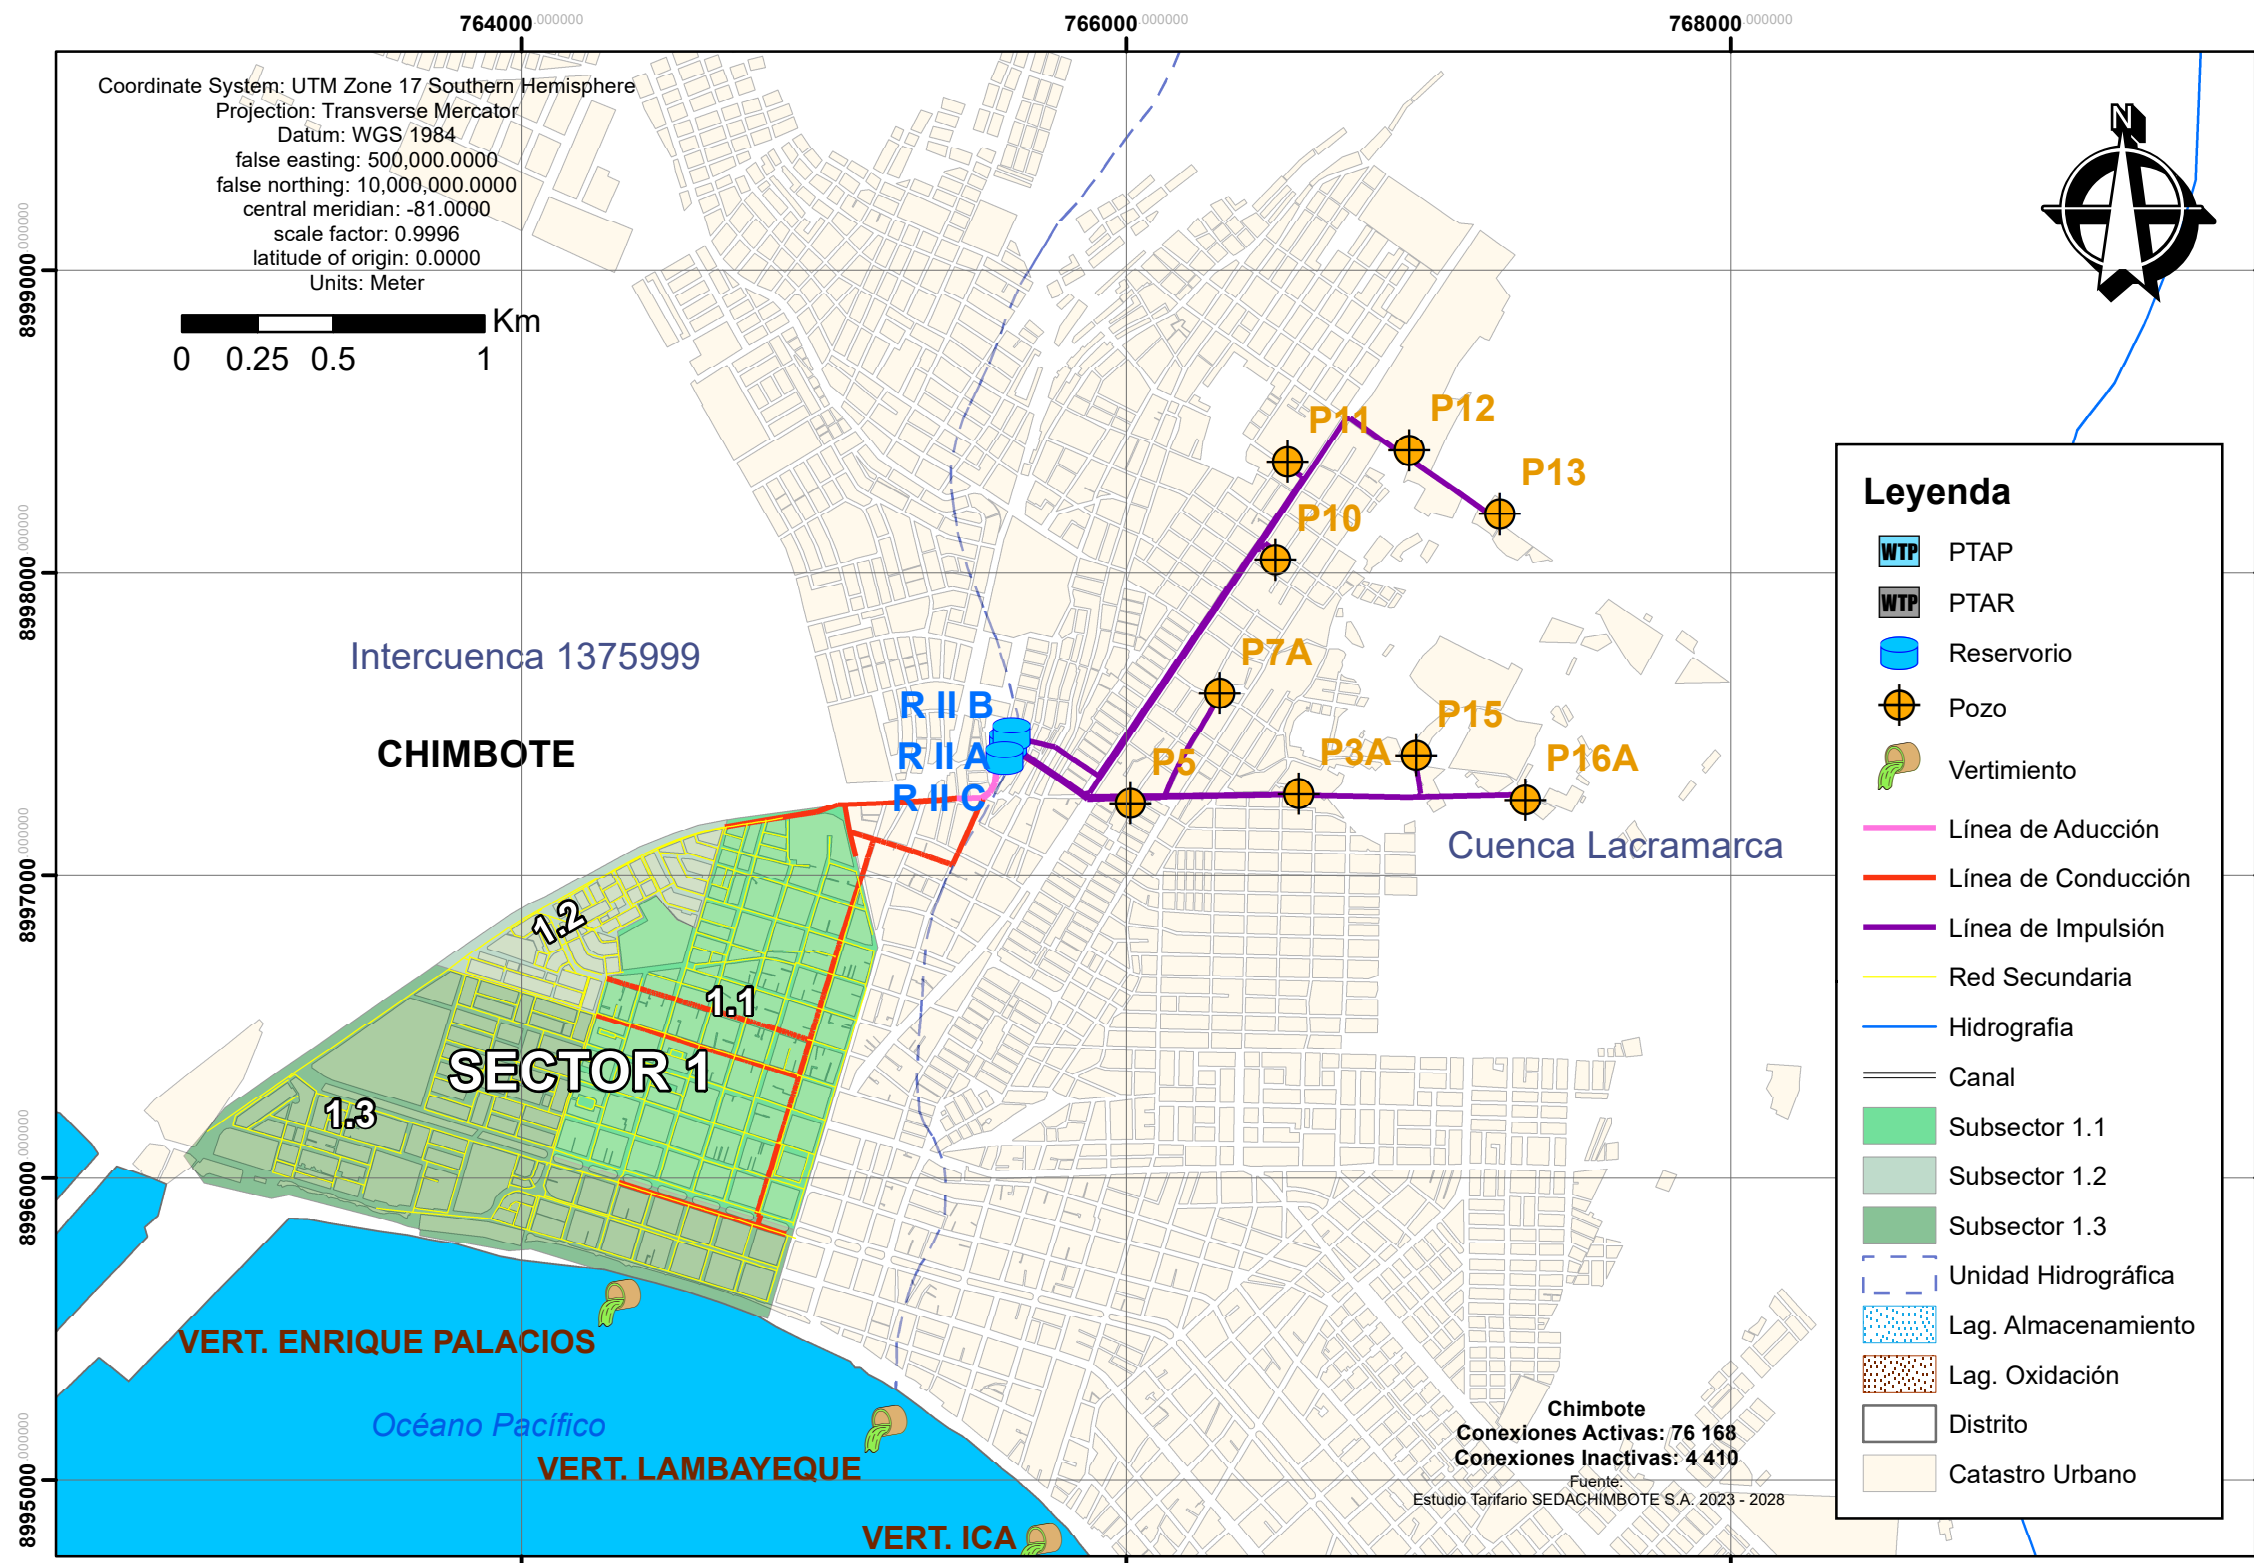 764000.000000
766000.000000
768000.000000
Coordinate System: UTM Zone 17 Southern Hemisphere
Projection: Transverse Mercator
Datum: WGS 1984
false easting: 500,000.0000
false northing: 10,000,000.0000
central meridian: -81.0000
scale factor: 0.9996
latitude of origin: 0.0000
Units: Meter
Km
0 0.25 0.5 1
N
8999000.000000
8998000.000000
8997000.000000
8996000.000000
8995000.000000
P11
P12
P13
P10
P7A
P15
P5
P3A
P16A
Intercuenca 1375999
CHIMBOTE
R II B
R II A
R II C
Cuenca Lacramarca
1.2
1.1
SECTOR 1
1.3
VERT. ENRIQUE PALACIOS
Océano Pacífico
VERT. LAMBAYEQUE
VERT. ICA
Chimbote
Conexiones Activas: 76 168
Conexiones Inactivas: 4 410
Fuente:
Estudio Tarifario SEDACHIMBOTE S.A. 2023 - 2028
Leyenda
WTP PTAP
WTP PTAR
Reservorio
Pozo
Vertimiento
Línea de Aducción
Línea de Conducción
Línea de Impulsión
Red Secundaria
Hidrografia
Canal
Subsector 1.1
Subsector 1.2
Subsector 1.3
Unidad Hidrográfica
Lag. Almacenamiento
Lag. Oxidación
Distrito
Catastro Urbano